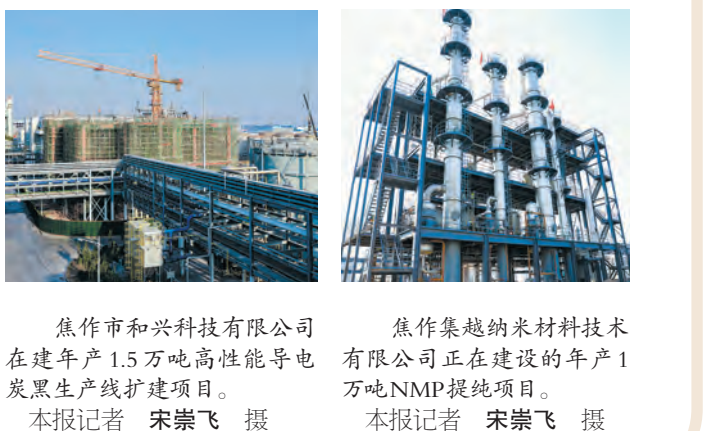 焦作市和兴科技有限公司
在建年产1.5万吨高性能导电
炭黑生产线扩建项目。
本报记者 宋崇飞 摄
焦作集越纳米材料技术
有限公司正在建设的年产1
万吨NMP提纯项目。
本报记者 宋崇飞 摄